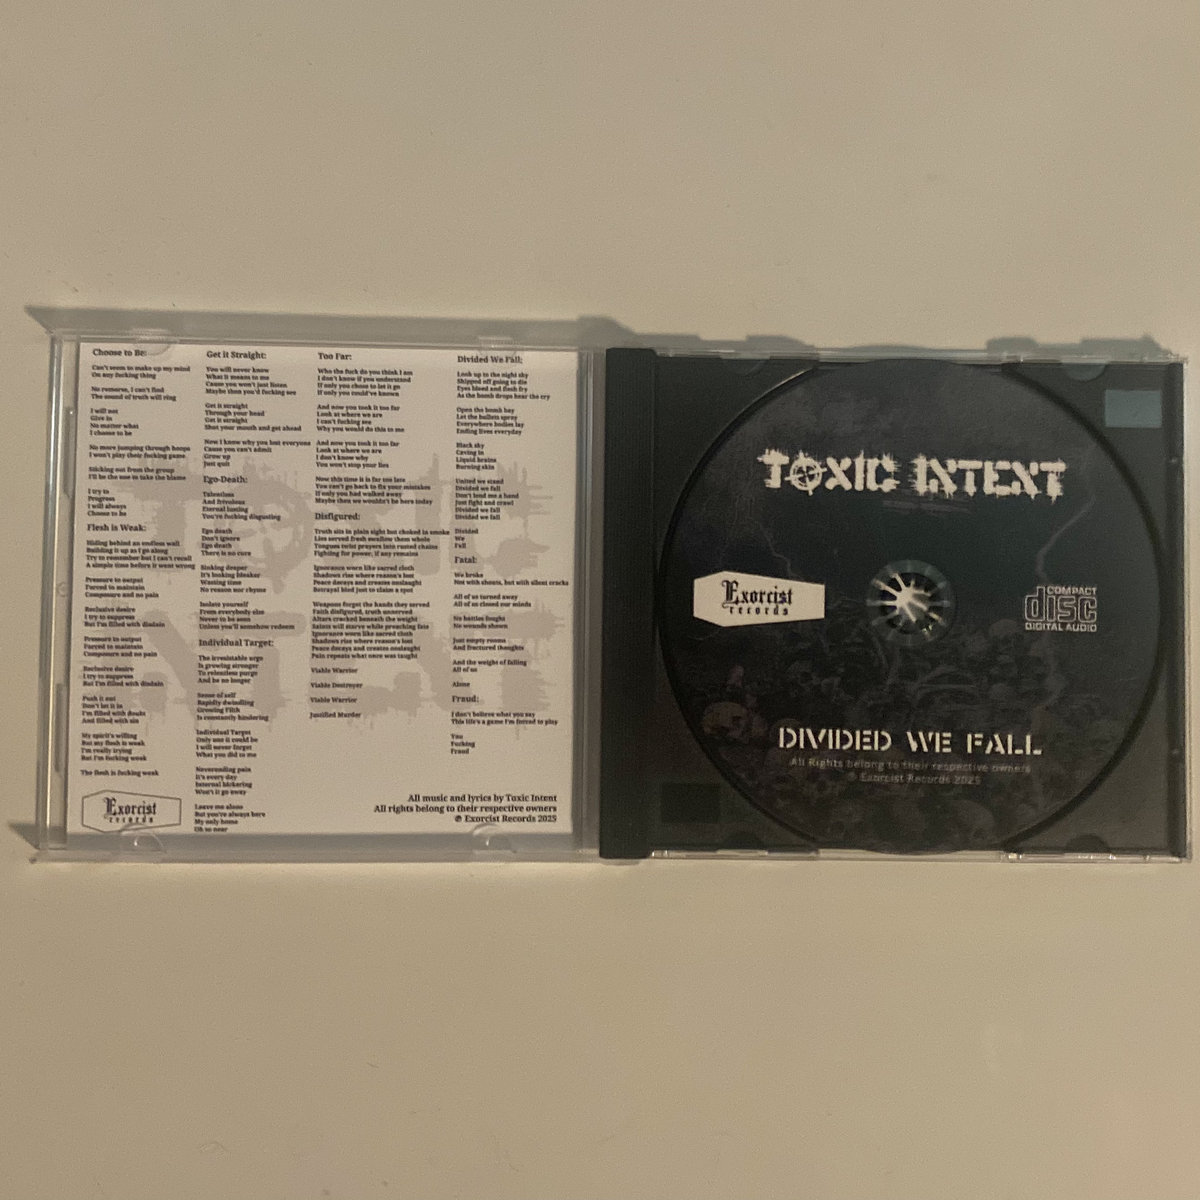 Choose to Be:
Can't seem to make up my mind
On any fucking thing
No remorse, I can't find
The sound of truth will ring
I will not
Give in
No matter what
I choose to be
No more jumping through hoops
I won't play their fucking game
Sticking out from the group
I'll be the one to take the blame
I try to
Progress
I will always
Choose to be
Flesh is Weak:
Hiding behind an endless wall
Building it up as I go along
Try to remember but I can't recall
A simple time before it went wrong
Pressure to output
Forced to maintain
Composure and no pain
Reclusive desire
I try to suppress
But I'm filled with disdain
Pressure to output
Forced to maintain
Composure and no pain
Reclusive desire
I try to suppress
But I'm filled with disdain
Push it out
Don't let it in
I'm filled with doubt
And filled with sin
My spirit's willing
But my flesh is weak
I'm really trying
But I'm fucking weak
The flesh is fucking weak
Exorcist
records
Get it Straight:
You will never know
What it means to me
Cause you won't just listen
Maybe then you'd fucking see
Get it straight
Through your head
Get it straight
Shut your mouth and get ahead
Now I know why you lost everyone
Cause you can't admit
Grow up
Just quit
Ego-Death:
Talentless
And frivolous
Eternal lusting
You're fucking disgusting
Ego death
Don't ignore
Ego death
There is no cure
Sinking deeper
It's looking bleaker
Wasting time
No reason nor rhyme
Isolate yourself
From everybody else
Never to be seen
Unless you'll somehow redeem
Individual Target:
The irresistable urge
Is growing stronger
To relentless purge
And be no longer
Sense of self
Rapidly dwindling
Growing Filth
Is constantly hindering
Individual Target
Only one it could be
I will never forget
What you did to me
Neverending pain
It's every day
Internal bickering
Won't it go away
Leave me alone
But you're always here
My only home
Oh so near
Too Far:
Who the fuck do you think I am
I don't know if you understand
If only you chose to let it go
If only you could've known
And now you took it too far
Look at where we are
I can't fucking see
Why you would do this to me
And now you took it too far
Look at where we are
I don't know why
You won't stop your lies
Now this time it is far too late
You can't go back to fix your mistakes
If only you had walked away
Maybe then we wouldn't be here today
Disfigured:
Truth sits in plain sight but choked in smoke
Lies served fresh swallow them whole
Tongues twist prayers into rusted chains
Fighting for power, if any remains
Ignorance worn like sacred cloth
Shadows rise where reason's lost
Peace decays and creates onslaught
Betrayal bled just to claim a spot
Weapons forget the hands they served
Faith disfigured, truth unserved
Altars cracked beneath the weight
Saints will starve while preaching fate
Ignorance worn like sacred cloth
Shadows rise where reason's lost
Peace decays and creates onslaught
Pain repeats what once was taught
Viable Warrior
Viable Destroyer
Viable Warrior
Justified Murder
Divided We Fall:
Look up to the night sky
Shipped off going to die
Eyes bleed and flesh fry
As the bomb drops hear the cry
Open the bomb bay
Let the bullets spray
Everywhere bodies lay
Ending lives everyday
Black sky
Caving in
Liquid brains
Burning skin
United we stand
Divided we fall
Don't lend me a hand
Just fight and crawl
Divided we fall
Divided we fall
Divided
We
Fall
Fatal:
We broke
Not with shouts, but with silent cracks
All of us turned away
All of us closed our minds
No battles fought
No wounds shown
Just empty rooms
And fractured thoughts
And the weight of falling
All of us
Alone
Fraud:
I don't believe what you say
This life's a game I'm forced to play
You
Fucking
Fraud
All music and lyrics by Toxic Intent
All rights belong to their respective owners
℗ Exorcist Records 2025
TOXIC INTENT
TOXIC INTENT
Exorcist
records
COMPACT
disc
DIGITAL AUDIO
DIVIDED WE FALL
All Rights belong to their respective owners
℗ Exorcist Records 2025